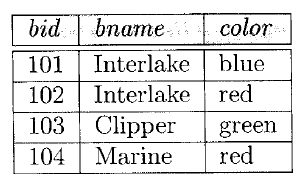 bid bname color
101 Interlake blue
102 Interlake red
103 Clipper green
104 Marine red